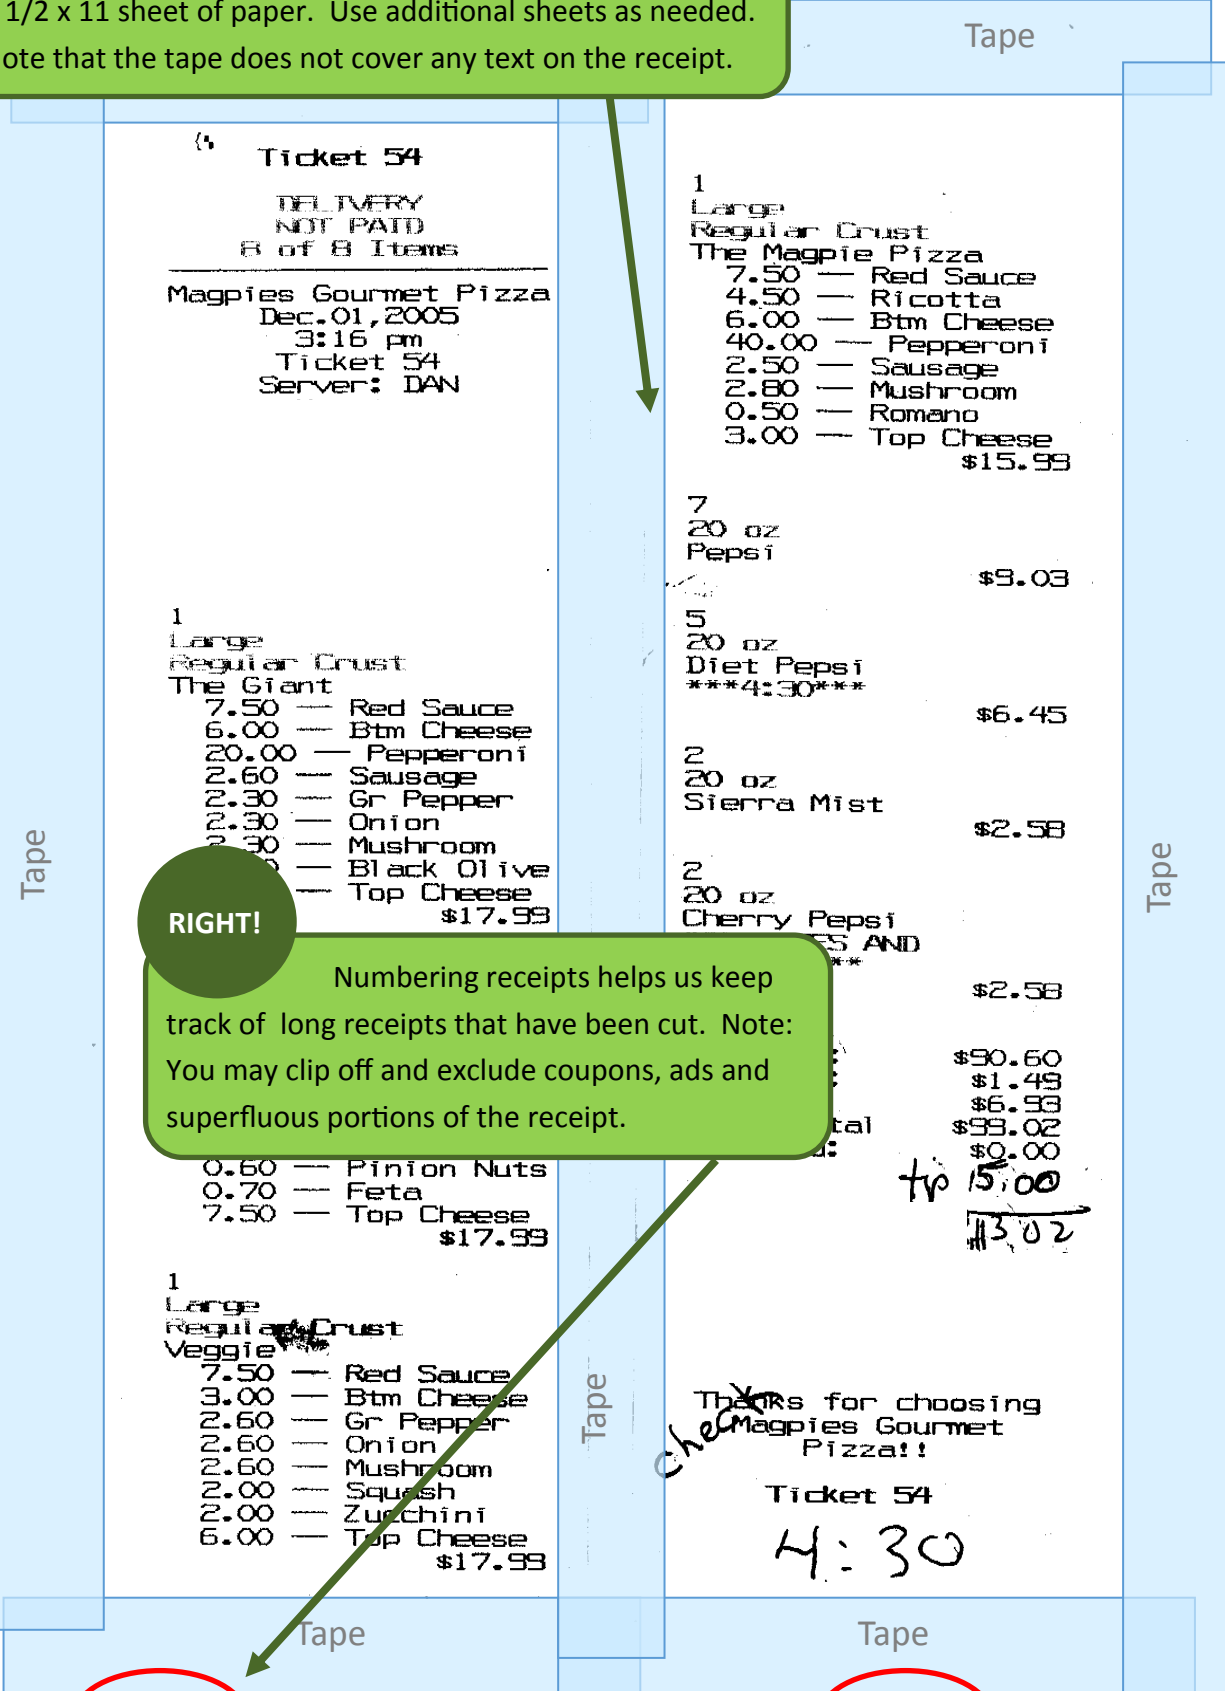 1/2 x 11 sheet of paper.  Use additional sheets as needed.
ote that the tape does not cover any text on the receipt.
Tape
Ticket 54
DELIVERY
NOT PAID
8 of 8 Items
Magpies Gourmet Pizza
Dec.01,2005
3:16 pm
Ticket 54
Server: DAN
1
Large
Regular Crust
The Giant
7.50 — Red Sauce
6.00 — Btm Cheese
20.00 — Pepperoni
2.60 — Sausage
2.30 — Gr Pepper
2.30 — Onion
2.30 — Mushroom
— Black Olive
— Top Cheese
$17.99
RIGHT!
Numbering receipts helps us keep
track of  long receipts that have been cut.  Note:
You may clip off and exclude coupons, ads and
superfluous portions of the receipt.
0.60 — Pinion Nuts
0.70 — Feta
7.50 — Top Cheese
$17.99
1
Large
Regular Crust
Veggie
7.50 — Red Sauce
3.00 — Btm Cheese
2.60 — Gr Pepper
2.60 — Onion
2.60 — Mushroom
2.00 — Squash
2.00 — Zucchini
6.00 — Top Cheese
$17.99
1
Large
Regular Crust
The Magpie Pizza
7.50 — Red Sauce
4.50 — Ricotta
6.00 — Btm Cheese
40.00 — Pepperoni
2.50 — Sausage
2.80 — Mushroom
0.50 — Romano
3.00 — Top Cheese
$15.99
7
20 oz
Pepsi
$9.03
5
20 oz
Diet Pepsi
***4:30***
$6.45
2
20 oz
Sierra Mist
$2.58
2
20 oz
Cherry Pepsi
ES AND
**
$2.58
: $90.60
: $1.49
$6.93
tal $99.02
: $0.00
tip 15.00
113.02
Thanks for choosing
Magpies Gourmet
Pizza!!
check
Ticket 54
4:30
Tape
Tape
Tape
Tape
Tape